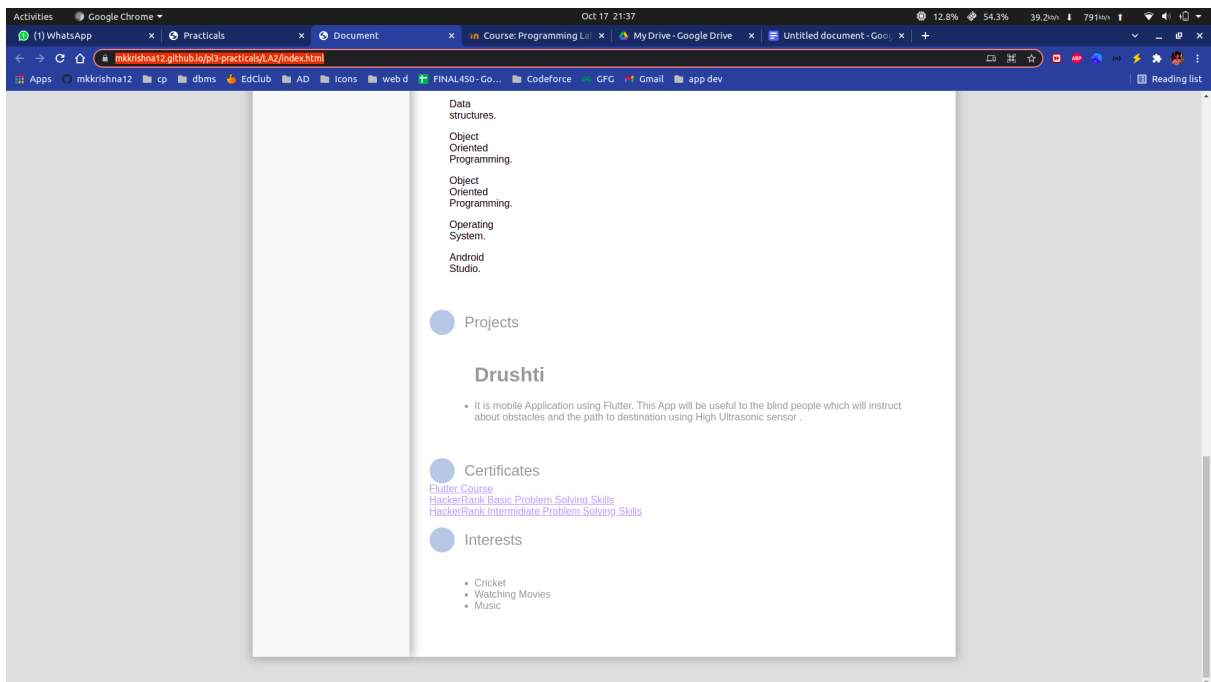 Activities Google Chrome Oct 17 21:37 12.8% 54.3% 39.2kb/s 791kb/s
(1) WhatsApp Practicals Document Course: Programming La My Drive - Google Drive Untitled document - Goog
mkkrishna12.github.io/pl3-practicals/LA2/index.html
Apps mkkrishna12 cp dbms EdClub AD Icons web d FINAL450 - Go... Codeforce GFG Gmail app dev Reading list
Data
structures.
Object
Oriented
Programming.
Object
Oriented
Programming.
Operating
System.
Android
Studio.
Projects
Drushti
• It is mobile Application using Flutter. This App will be useful to the blind people which will instruct
about obstacles and the path to destination using High Ultrasonic sensor .
Certificates
Flutter Course
HackerRank Basic Problem Solving Skills
HackerRank Intermidiate Problem Solving Skills
Interests
• Cricket
• Watching Movies
• Music